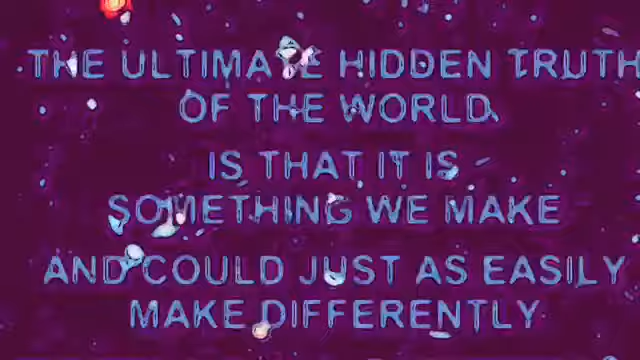 THE ULTIMATE HIDDEN TRUTH
OF THE WORLD
IS THAT IT IS
SOMETHING WE MAKE
AND COULD JUST AS EASILY
MAKE DIFFERENTLY